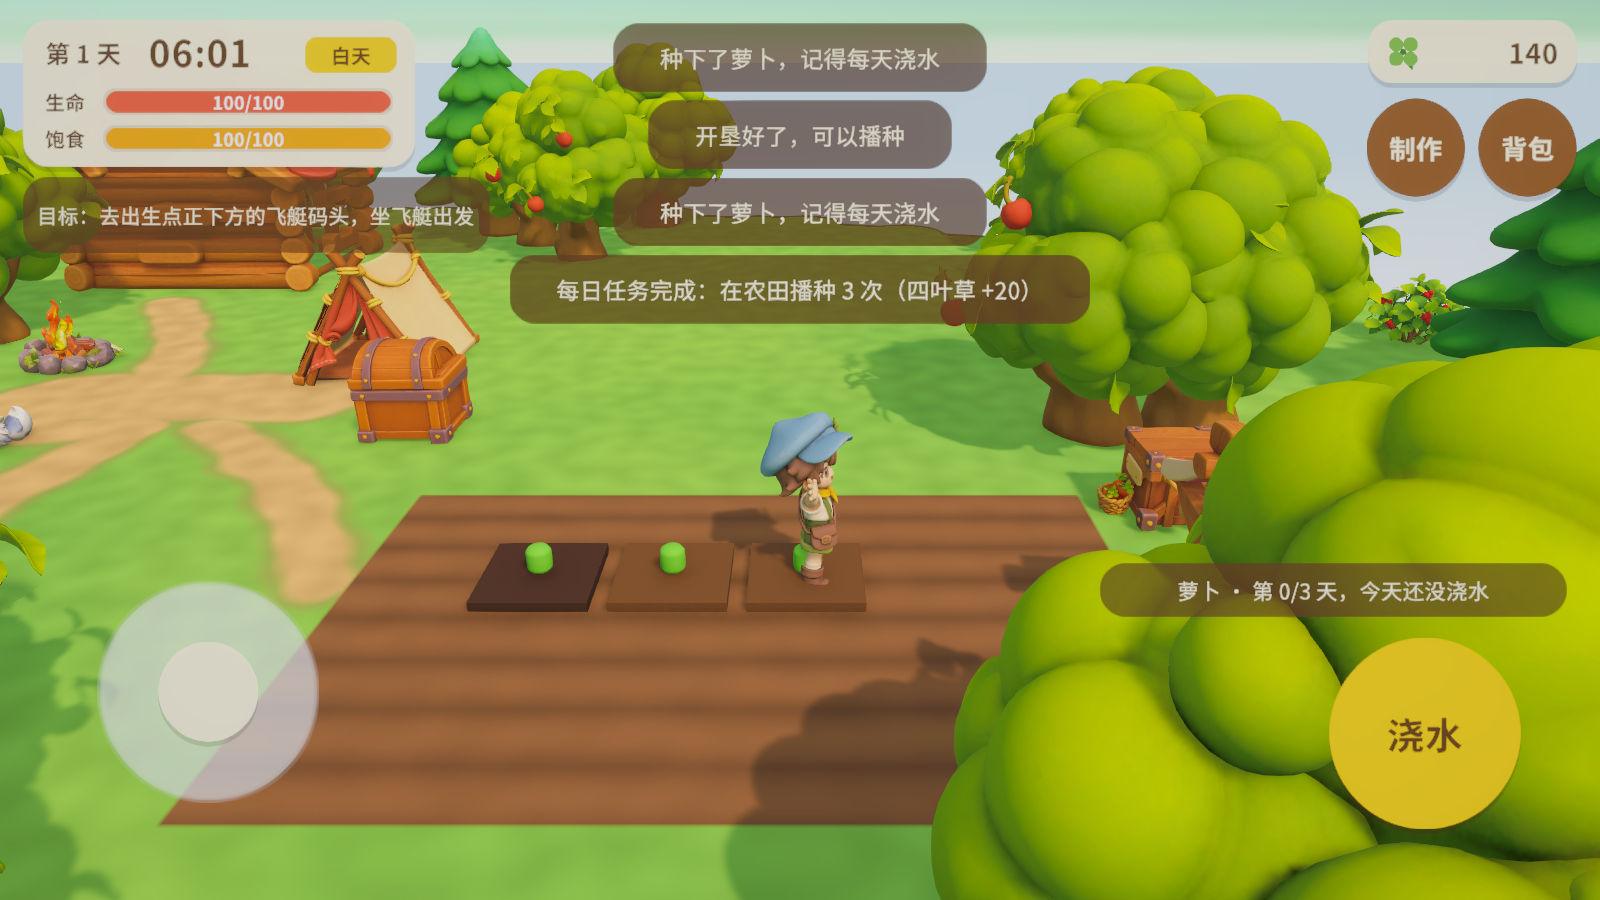 第 1 天 06:01 白天
生命 100/100
饱食 100/100
目标：去出生点正下方的飞艇码头，坐飞艇出发
种下了萝卜，记得每天浇水
开垦好了，可以播种
种下了萝卜，记得每天浇水
每日任务完成：在农田播种 3 次（四叶草 +20）
140
制作
背包
萝卜 · 第 0/3 天，今天还没浇水
浇水